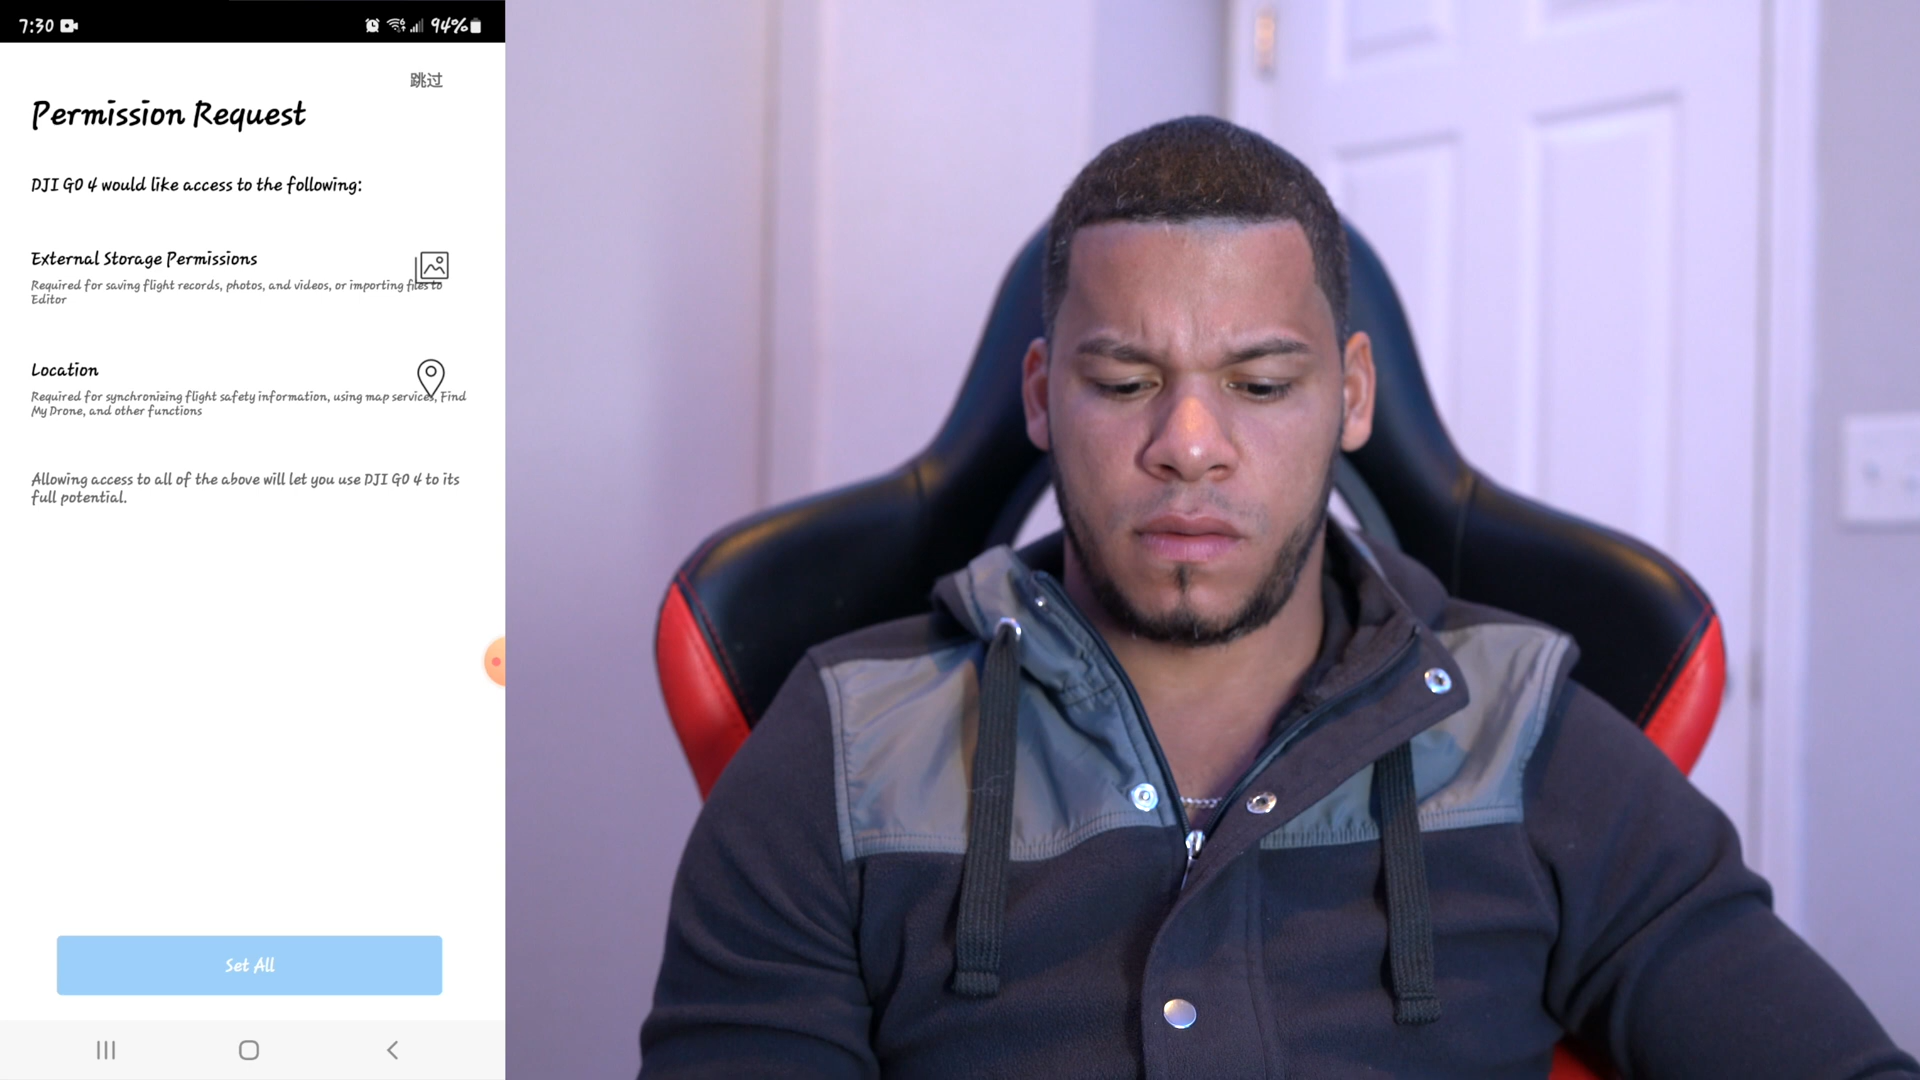 7:30
94%
跳过
Permission Request
DJI GO 4 would like access to the following:
External Storage Permissions
Required for saving flight records, photos, and videos, or importing files to
Editor
Location
Required for synchronizing flight safety information, using map services, Find
My Drone, and other functions
Allowing access to all of the above will let you use DJI GO 4 to its
full potential.
Set All